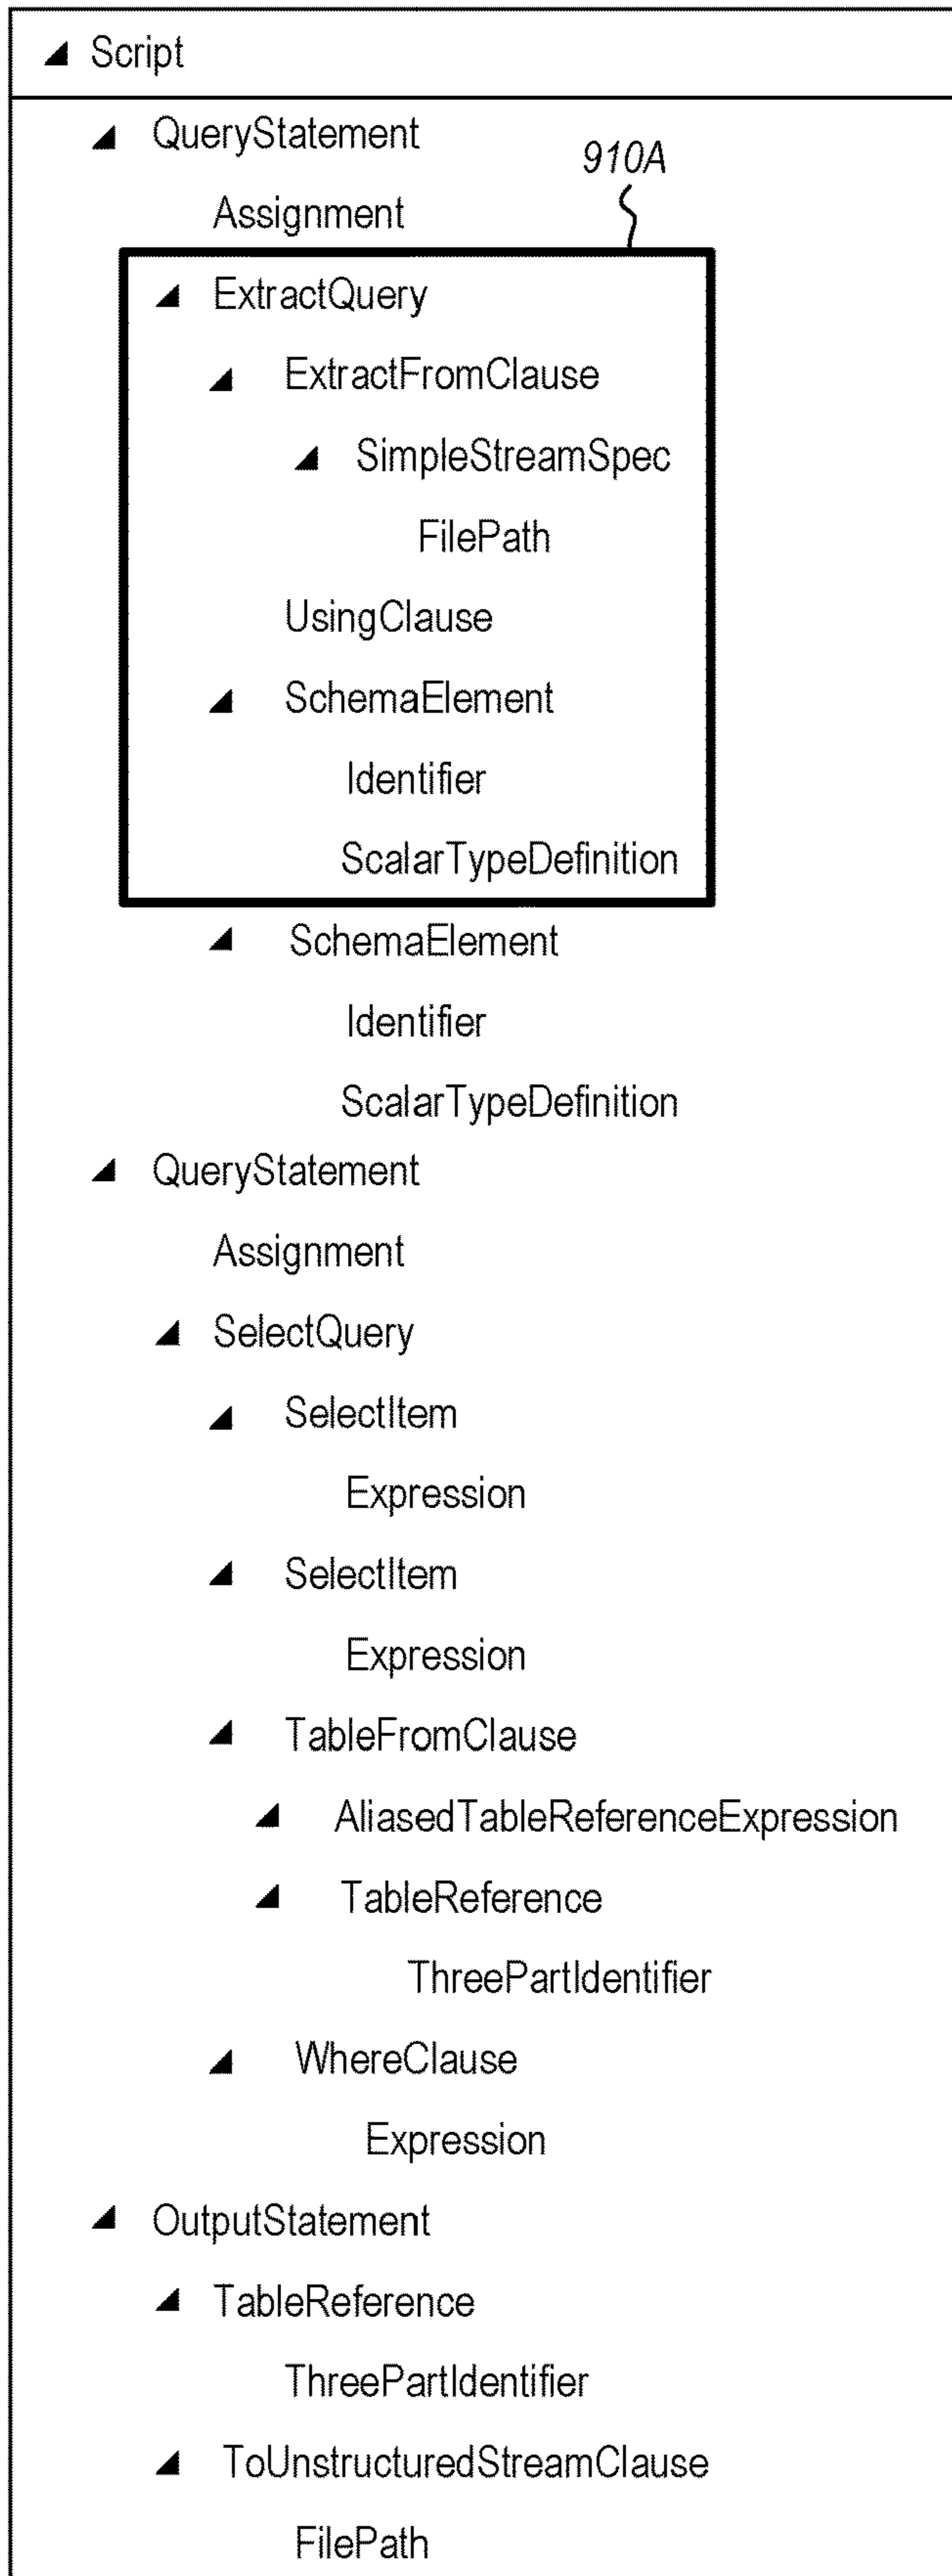 Script
QueryStatement
910A
Assignment
ExtractQuery
ExtractFromClause
SimpleStreamSpec
FilePath
UsingClause
SchemaElement
Identifier
ScalarTypeDefinition
SchemaElement
Identifier
ScalarTypeDefinition
QueryStatement
Assignment
SelectQuery
SelectItem
Expression
SelectItem
Expression
TableFromClause
AliasedTableReferenceExpression
TableReference
ThreePartIdentifier
WhereClause
Expression
OutputStatement
TableReference
ThreePartIdentifier
ToUnstructuredStreamClause
FilePath